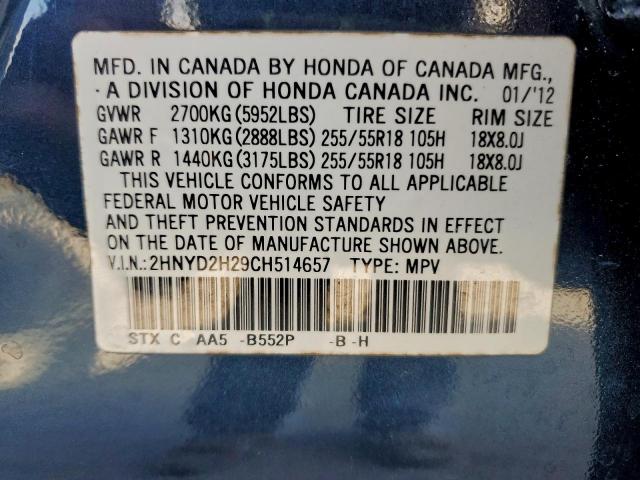 MFD. IN CANADA BY HONDA OF CANADA MFG.,
A DIVISION OF HONDA CANADA INC. 01/'12
GVWR 2700KG(5952LBS) TIRE SIZE RIM SIZE
GAWR F 1310KG(2888LBS) 255/55R18 105H 18X8.0J
GAWR R 1440KG(3175LBS) 255/55R18 105H 18X8.0J
THIS VEHICLE CONFORMS TO ALL APPLICABLE
FEDERAL MOTOR VEHICLE SAFETY
AND THEFT PREVENTION STANDARDS IN EFFECT
ON THE DATE OF MANUFACTURE SHOWN ABOVE.
V.I.N.:2HNYD2H29CH514657 TYPE: MPV
STX C AA5 -B552P -B -H